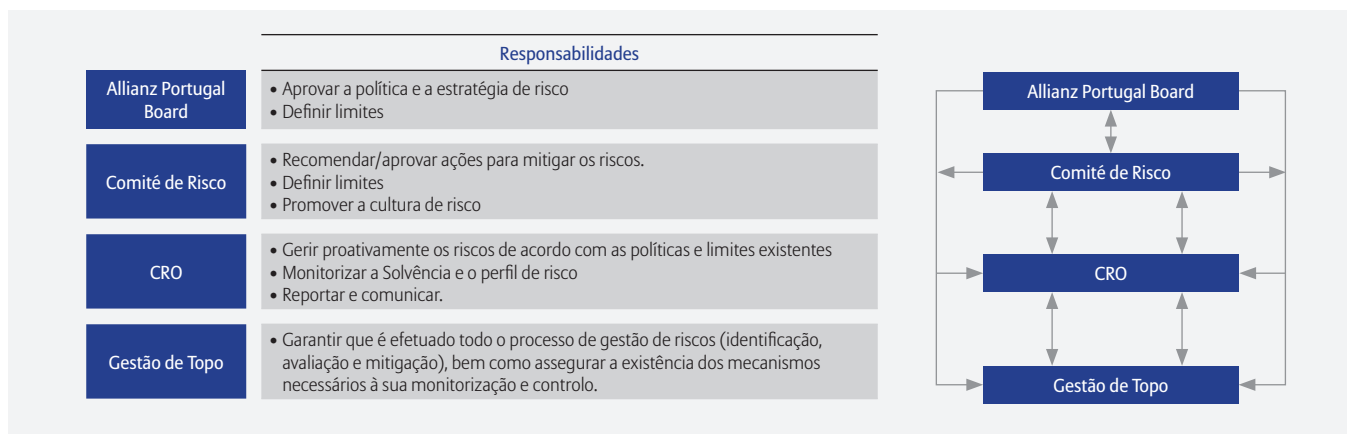 Responsabilidades
Allianz Portugal
Board
• Aprovar a política e a estratégia de risco
• Definir limites
Comité de Risco
• Recomendar/aprovar ações para mitigar os riscos.
• Definir limites
• Promover a cultura de risco
CRO
• Gerir proativamente os riscos de acordo com as políticas e limites existentes
• Monitorizar a Solvência e o perfil de risco
• Reportar e comunicar.
Gestão de Topo
• Garantir que é efetuado todo o processo de gestão de riscos (identificação,
avaliação e mitigação), bem como assegurar a existência dos mecanismos
necessários à sua monitorização e controlo.
Allianz Portugal Board
Comité de Risco
CRO
Gestão de Topo